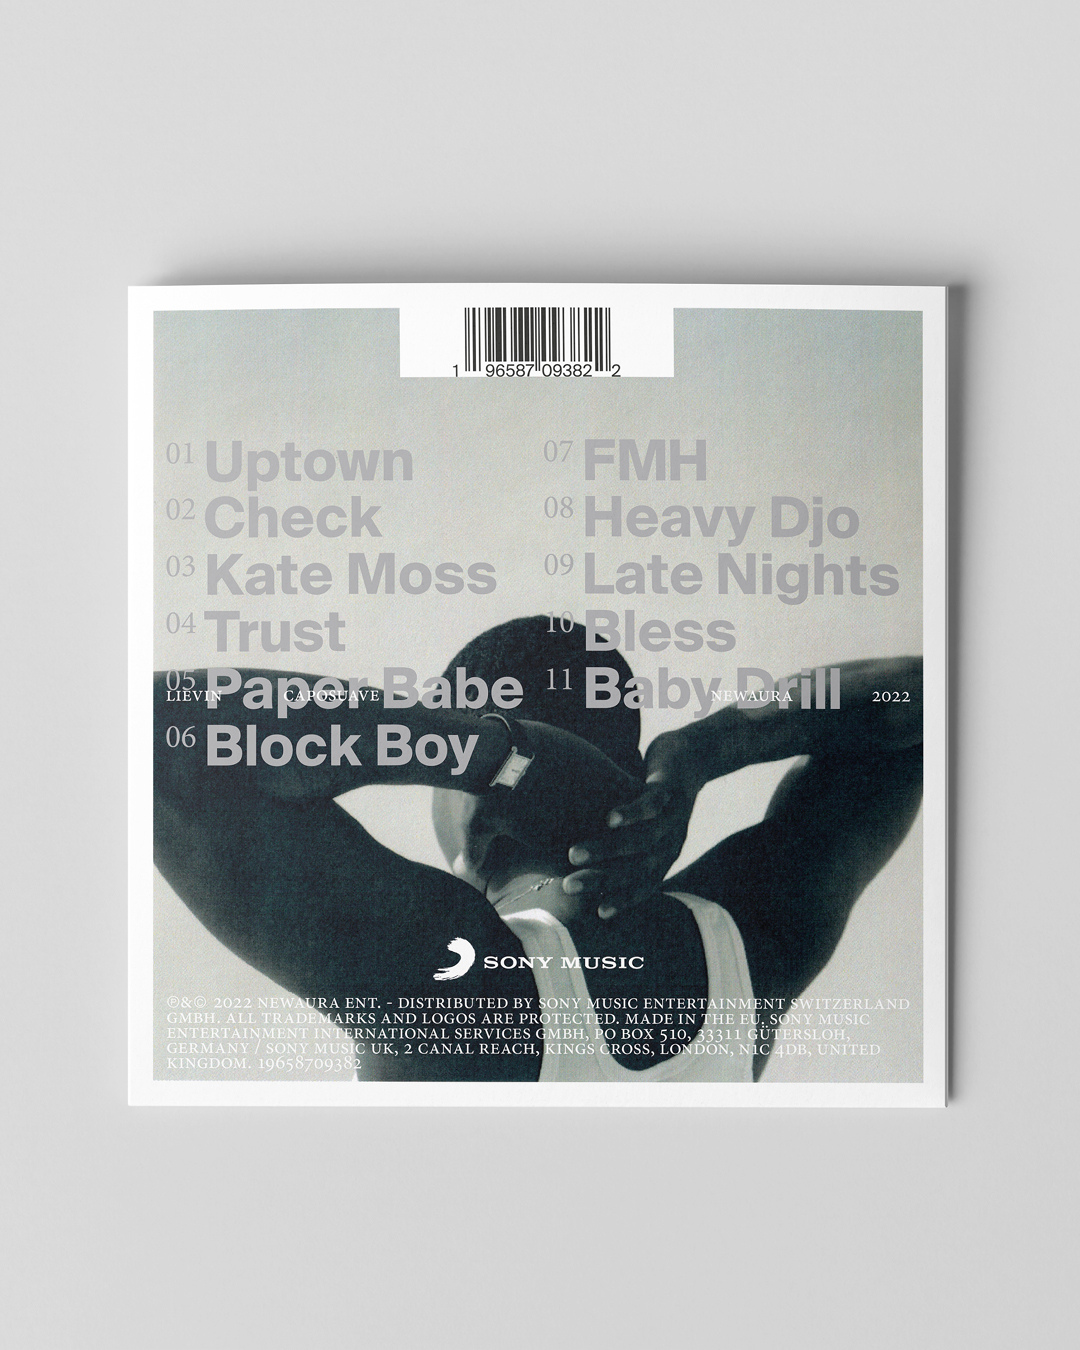 1 96587 09382 2
01 Uptown
02 Check
03 Kate Moss
04 Trust
05 Paper Babe
06 Block Boy
07 FMH
08 Heavy Djo
09 Late Nights
10 Bless
11 Baby Drill
LIEVIN CAPOSUAVE NEWAURA 2022
SONY MUSIC
℗&© 2022 NEWAURA ENT. - DISTRIBUTED BY SONY MUSIC ENTERTAINMENT SWITZERLAND
GMBH. ALL TRADEMARKS AND LOGOS ARE PROTECTED. MADE IN THE EU. SONY MUSIC
ENTERTAINMENT INTERNATIONAL SERVICES GMBH, PO BOX 510, 33311 GÜTERSLOH,
GERMANY / SONY MUSIC UK, 2 CANAL REACH, KINGS CROSS, LONDON, N1C 4DB, UNITED
KINGDOM. 19658709382